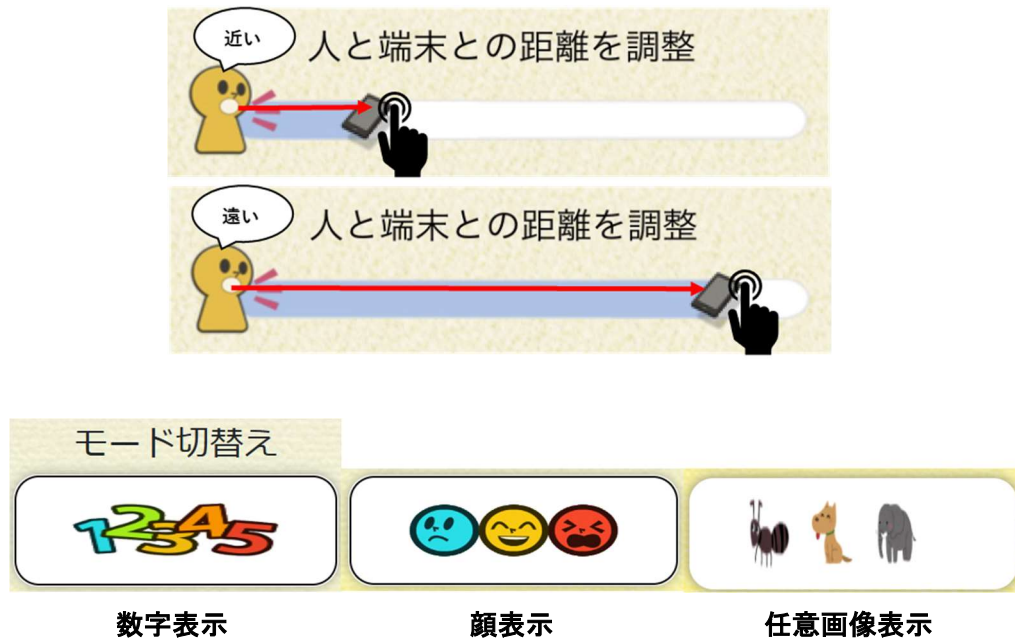 近い
人と端末との距離を調整
遠い
人と端末との距離を調整
モード切替え
12345
数字表示
顔表示
任意画像表示